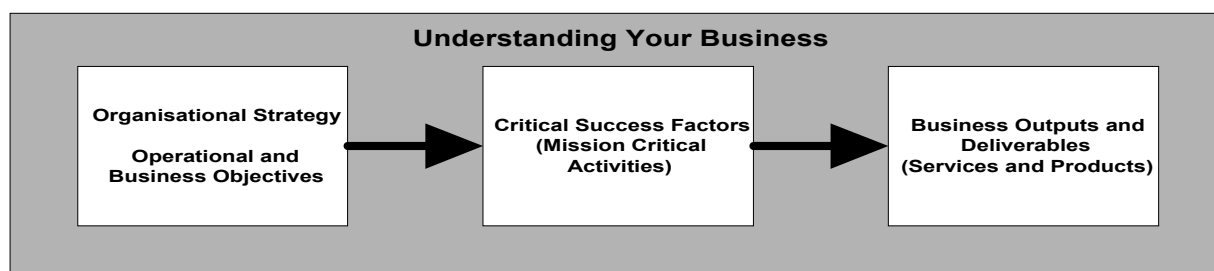 Understanding Your Business
Organisational Strategy
Operational and
Business Objectives
Critical Success Factors
(Mission Critical
Activities)
Business Outputs and
Deliverables
(Services and Products)